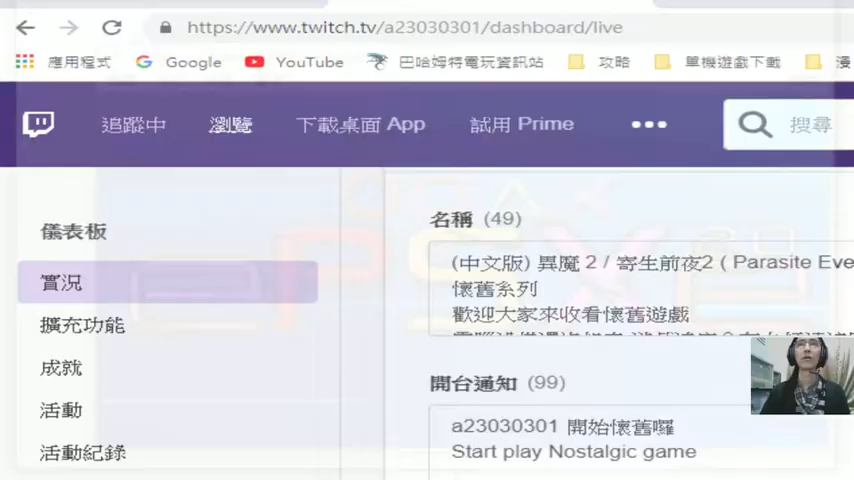 https://www.twitch.tv/a23030301/dashboard/live
應用程式 Google YouTube 巴哈姆特電玩資訊站 攻略 單機遊戲下載 漫
追蹤中 瀏覽 下載桌面 App 試用 Prime ••• 搜尋
儀表板
實況
擴充功能
成就
活動
活動紀錄
名稱 (49)
(中文版) 異魔 2 / 寄生前夜2 ( Parasite Eve
懷舊系列
歡迎大家來收看懷舊遊戲
開台通知 (99)
a23030301 開始懷舊囉
Start play Nostalgic game